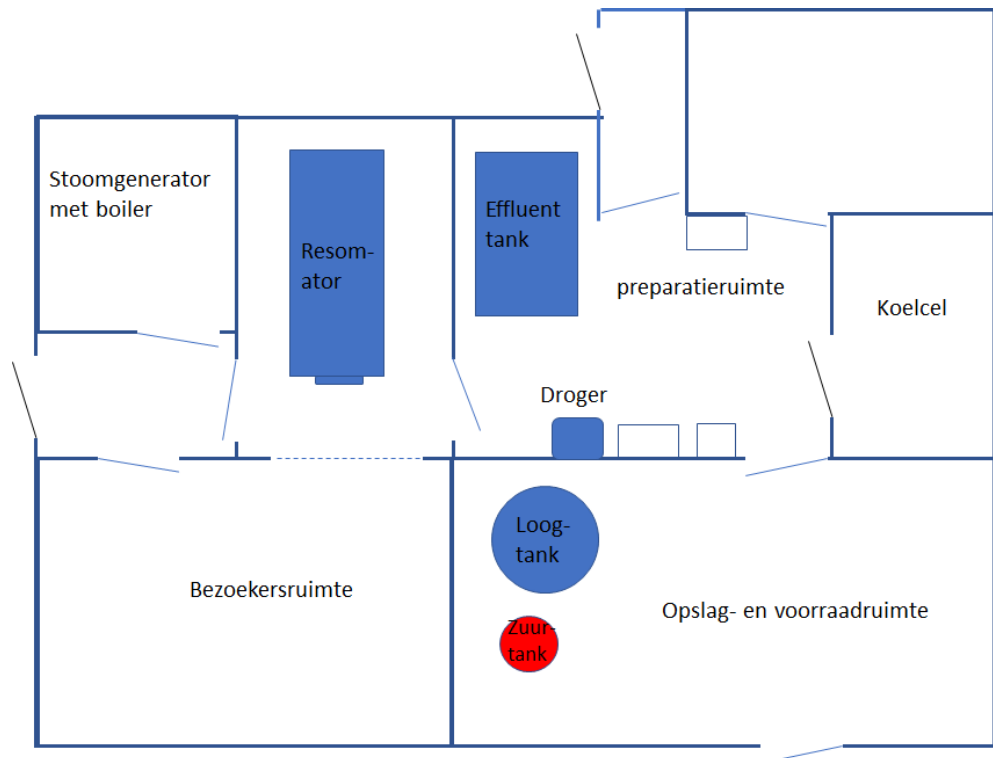 Stoomgenerator
met boiler
Resom-
ator
Effluent
tank
preparatieruimte
Koelcel
Droger
Loog-
tank
Bezoekersruimte
Zuur-
tank
Opslag- en voorraadruimte